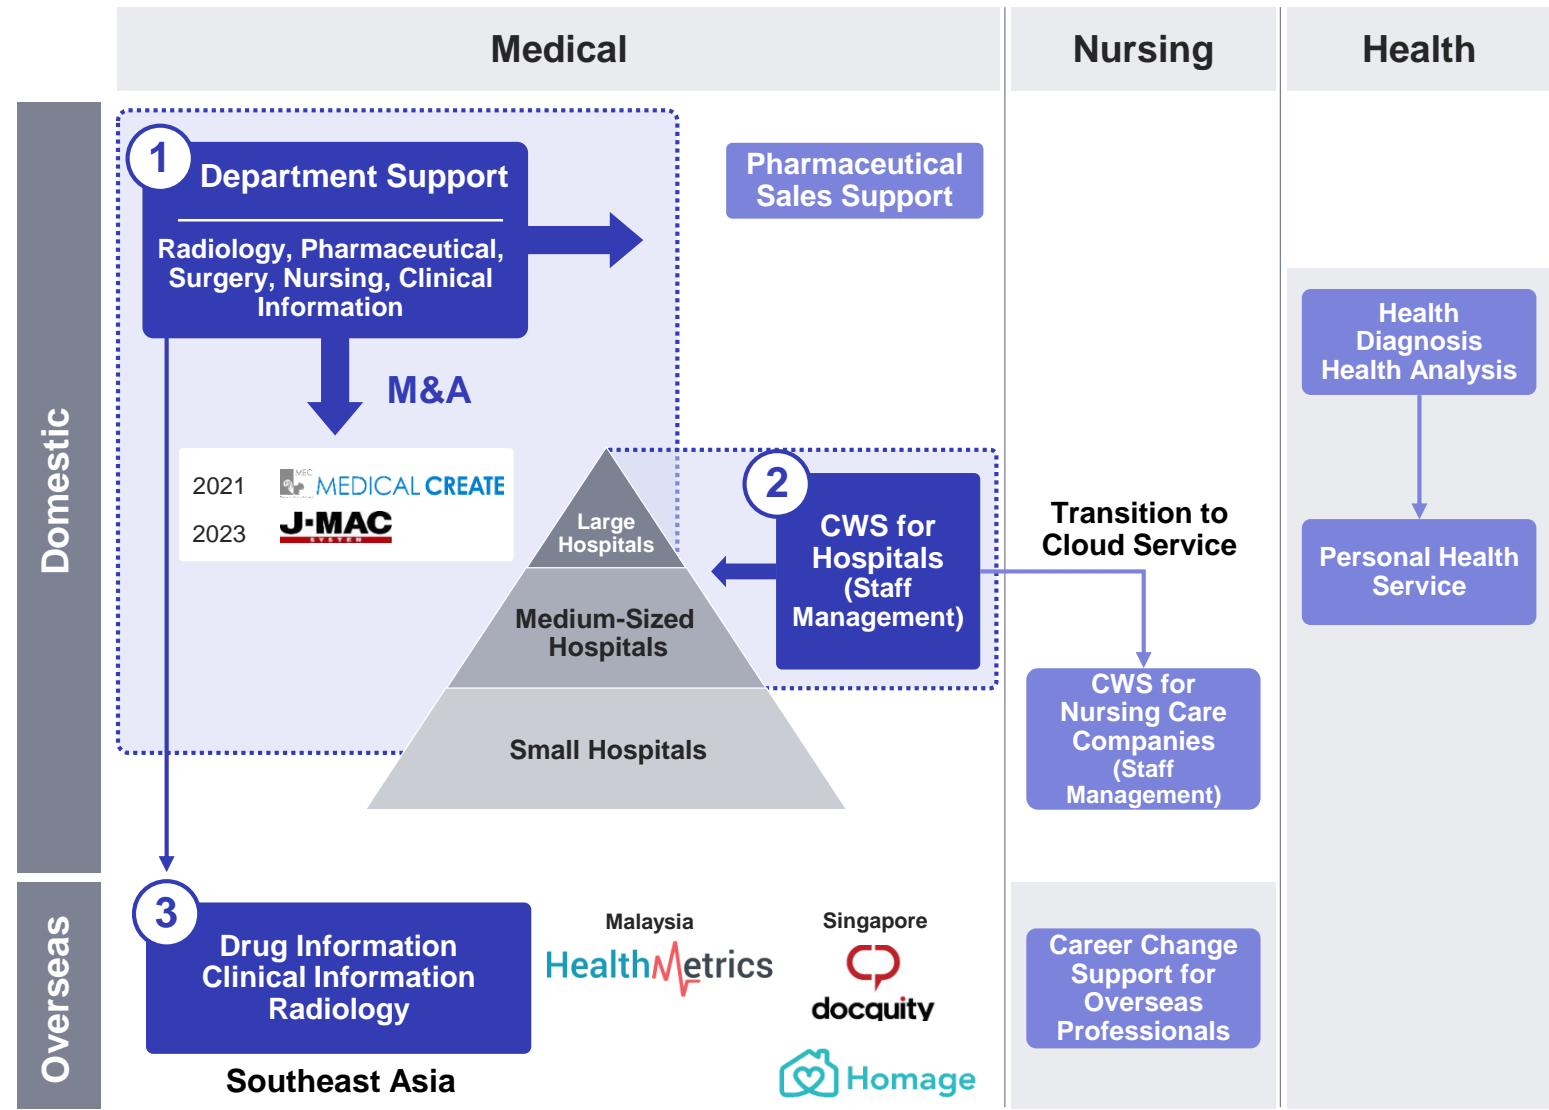 Medical
Nursing
Health
Domestic
1
Department Support
Radiology, Pharmaceutical,
Surgery, Nursing, Clinical
Information
Pharmaceutical
Sales Support
M&A
2021
MEC
MEDICAL CREATE
2023
J-MAC
SYSTEM
Large
Hospitals
Medium-Sized
Hospitals
Small Hospitals
2
CWS for
Hospitals
(Staff
Management)
Transition to
Cloud Service
CWS for
Nursing Care
Companies
(Staff
Management)
Health
Diagnosis
Health Analysis
Personal Health
Service
Overseas
3
Drug Information
Clinical Information
Radiology
Southeast Asia
Malaysia
HealthMetrics
Singapore
docquity
Homage
Career Change
Support for
Overseas
Professionals